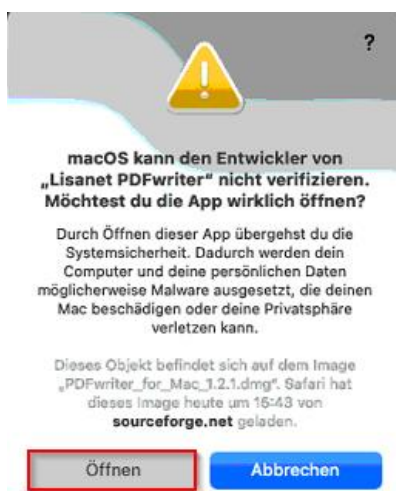 ?
macOS kann den Entwickler von
„Lisanet PDFwriter“ nicht verifizieren.
Möchtest du die App wirklich öffnen?
Durch Öffnen dieser App übergehst du die
Systemsicherheit. Dadurch werden dein
Computer und deine persönlichen Daten
möglicherweise Malware ausgesetzt, die deinen
Mac beschädigen oder deine Privatsphäre
verletzen kann.
Dieses Objekt befindet sich auf dem Image
„PDFwriter_for_Mac_1.2.1.dmg“. Safari hat
dieses Image heute um 16:43 von
sourceforge.net geladen.
Öffnen
Abbrechen